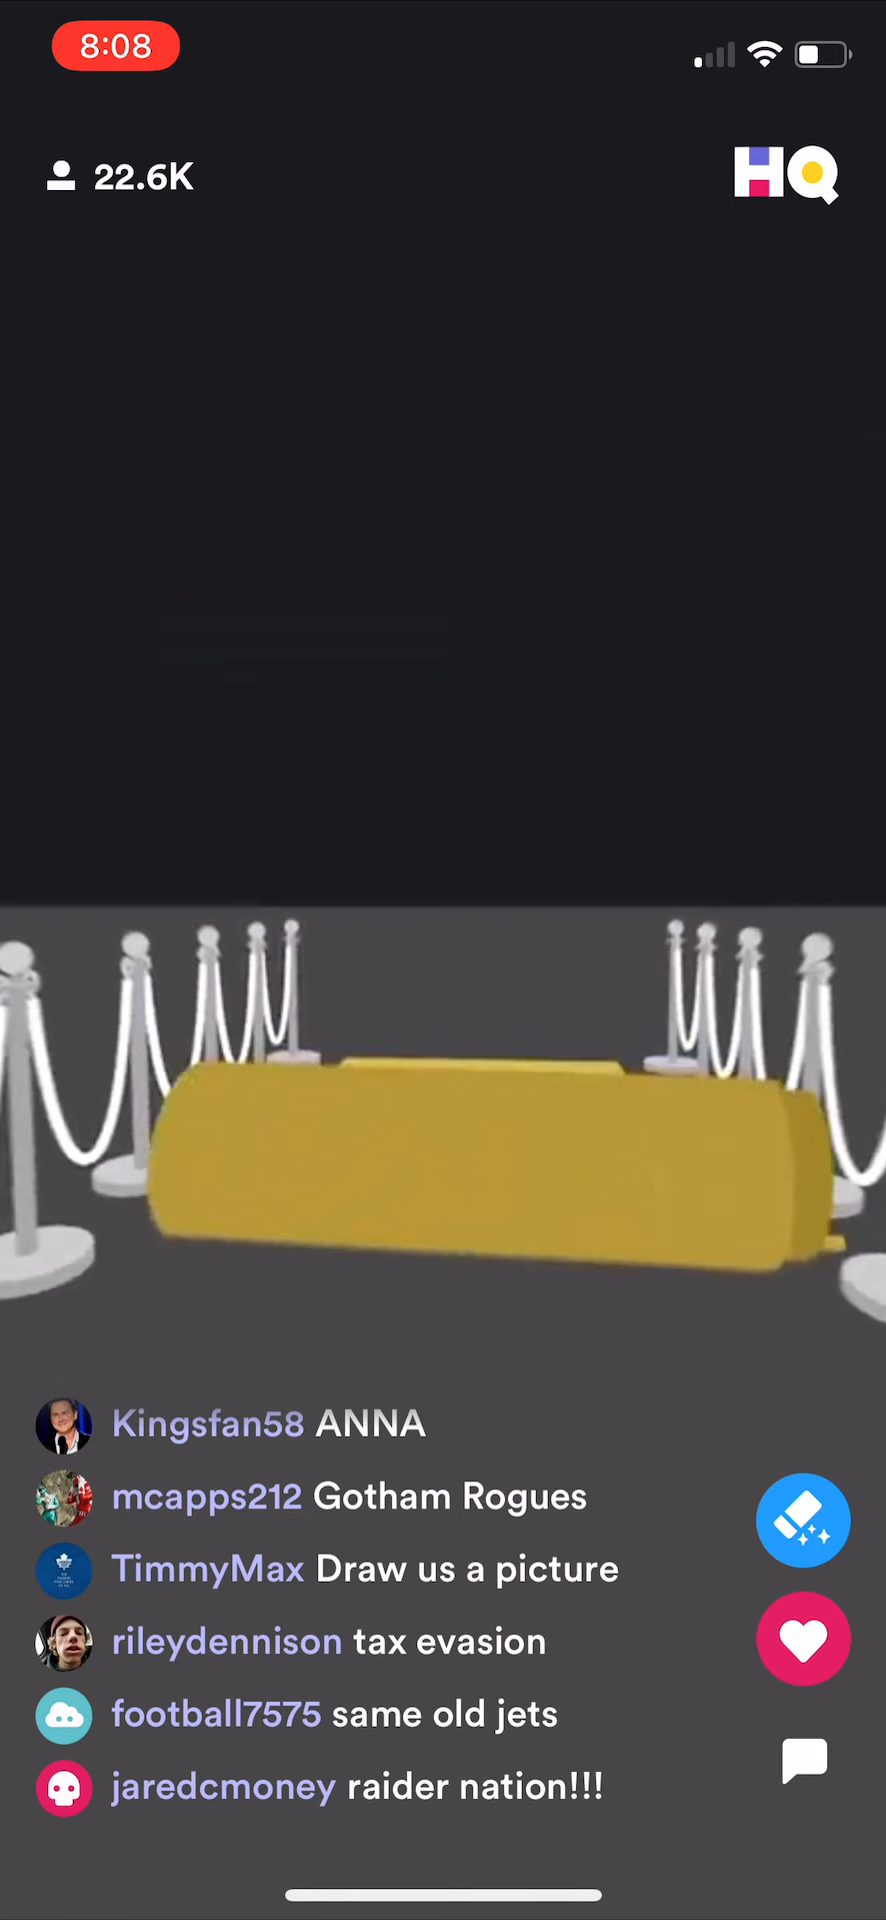 8:08
22.6K
HQ
Kingsfan58 ANNA
mcapps212 Gotham Rogues
TimmyMax Draw us a picture
rileydennison tax evasion
football7575 same old jets
jaredcmoney raider nation!!!